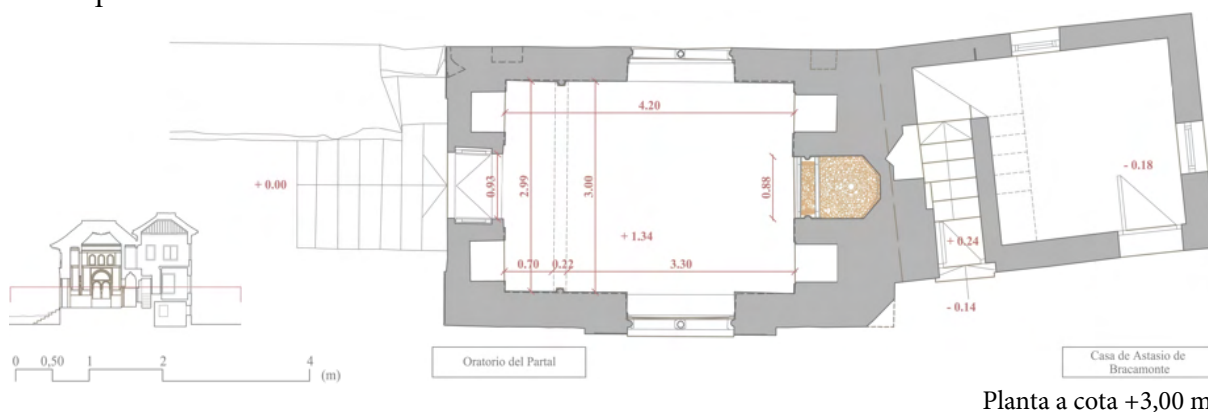 4.20
+ 0.00
0.93
2.99
3.00
0.88
- 0.18
+ 1.34
+ 0.24
0.70
0.22
3.30
- 0.14
0 0,50 1 2 4
(m)
Oratorio del Partal
Casa de Astasio de
Bracamonte
Planta a cota +3,00 m